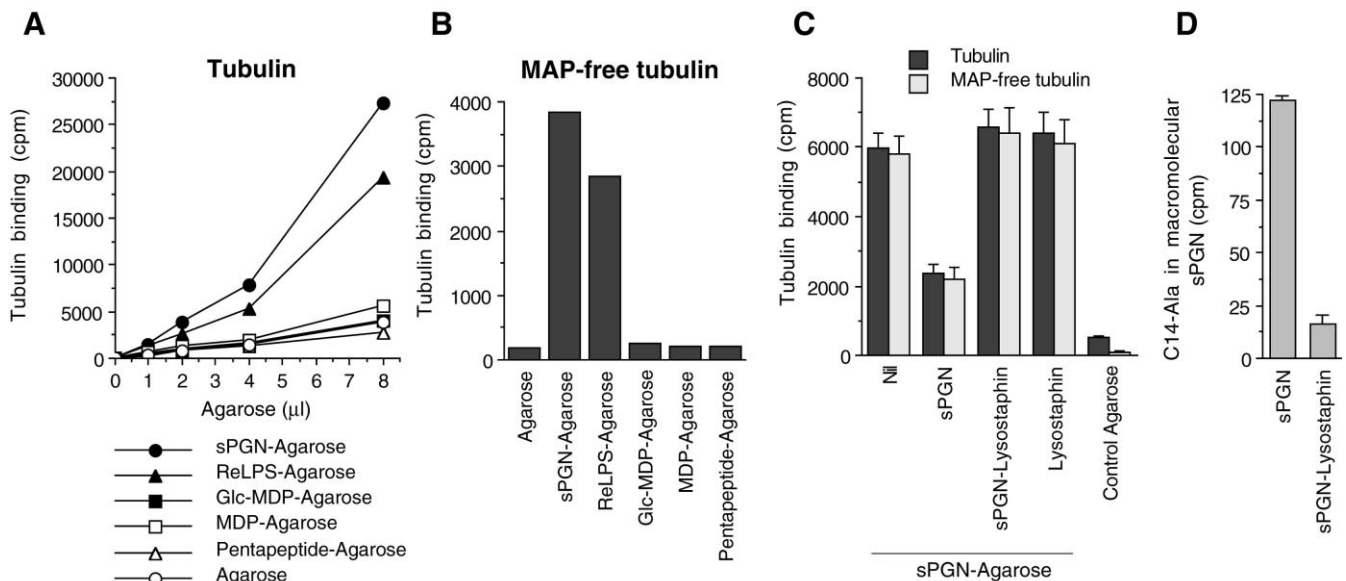 A
Tubulin
30000
25000
20000
15000
10000
5000
0
Tubulin binding (cpm)
0 1 2 3 4 5 6 7 8
Agarose (µl)
sPGN-Agarose
ReLPS-Agarose
Glc-MDP-Agarose
MDP-Agarose
Pentapeptide-Agarose
Agarose
B
MAP-free tubulin
4000
3000
2000
1000
0
Tubulin binding (cpm)
Agarose
sPGN-Agarose
ReLPS-Agarose
Glc-MDP-Agarose
MDP-Agarose
Pentapeptide-Agarose
C
Tubulin
MAP-free tubulin
8000
6000
4000
2000
0
Tubulin binding (cpm)
Nil
sPGN
sPGN-Lysostaphin
Lysostaphin
Control Agarose
sPGN-Agarose
D
125
100
75
50
25
0
C14-Ala in macromolecular
sPGN (cpm)
sPGN
sPGN-Lysostaphin